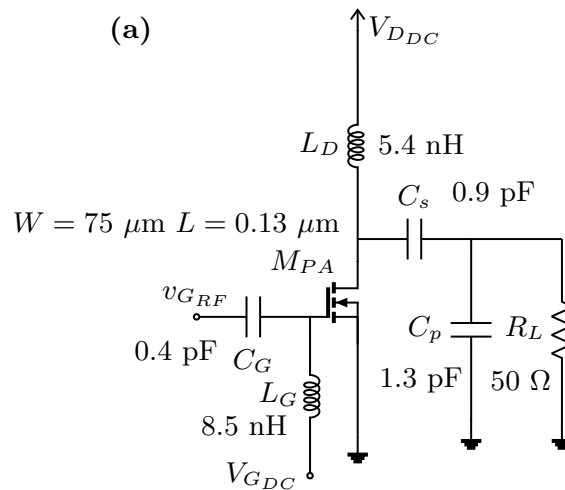 (a)
V_{D_{DC}}
L_D 5.4 nH
C_s 0.9 pF
W = 75 μm L = 0.13 μm
M_{PA}
v_{G_{RF}}
C_p R_L
0.4 pF C_G
1.3 pF 50 Ω
L_G
8.5 nH
V_{G_{DC}}